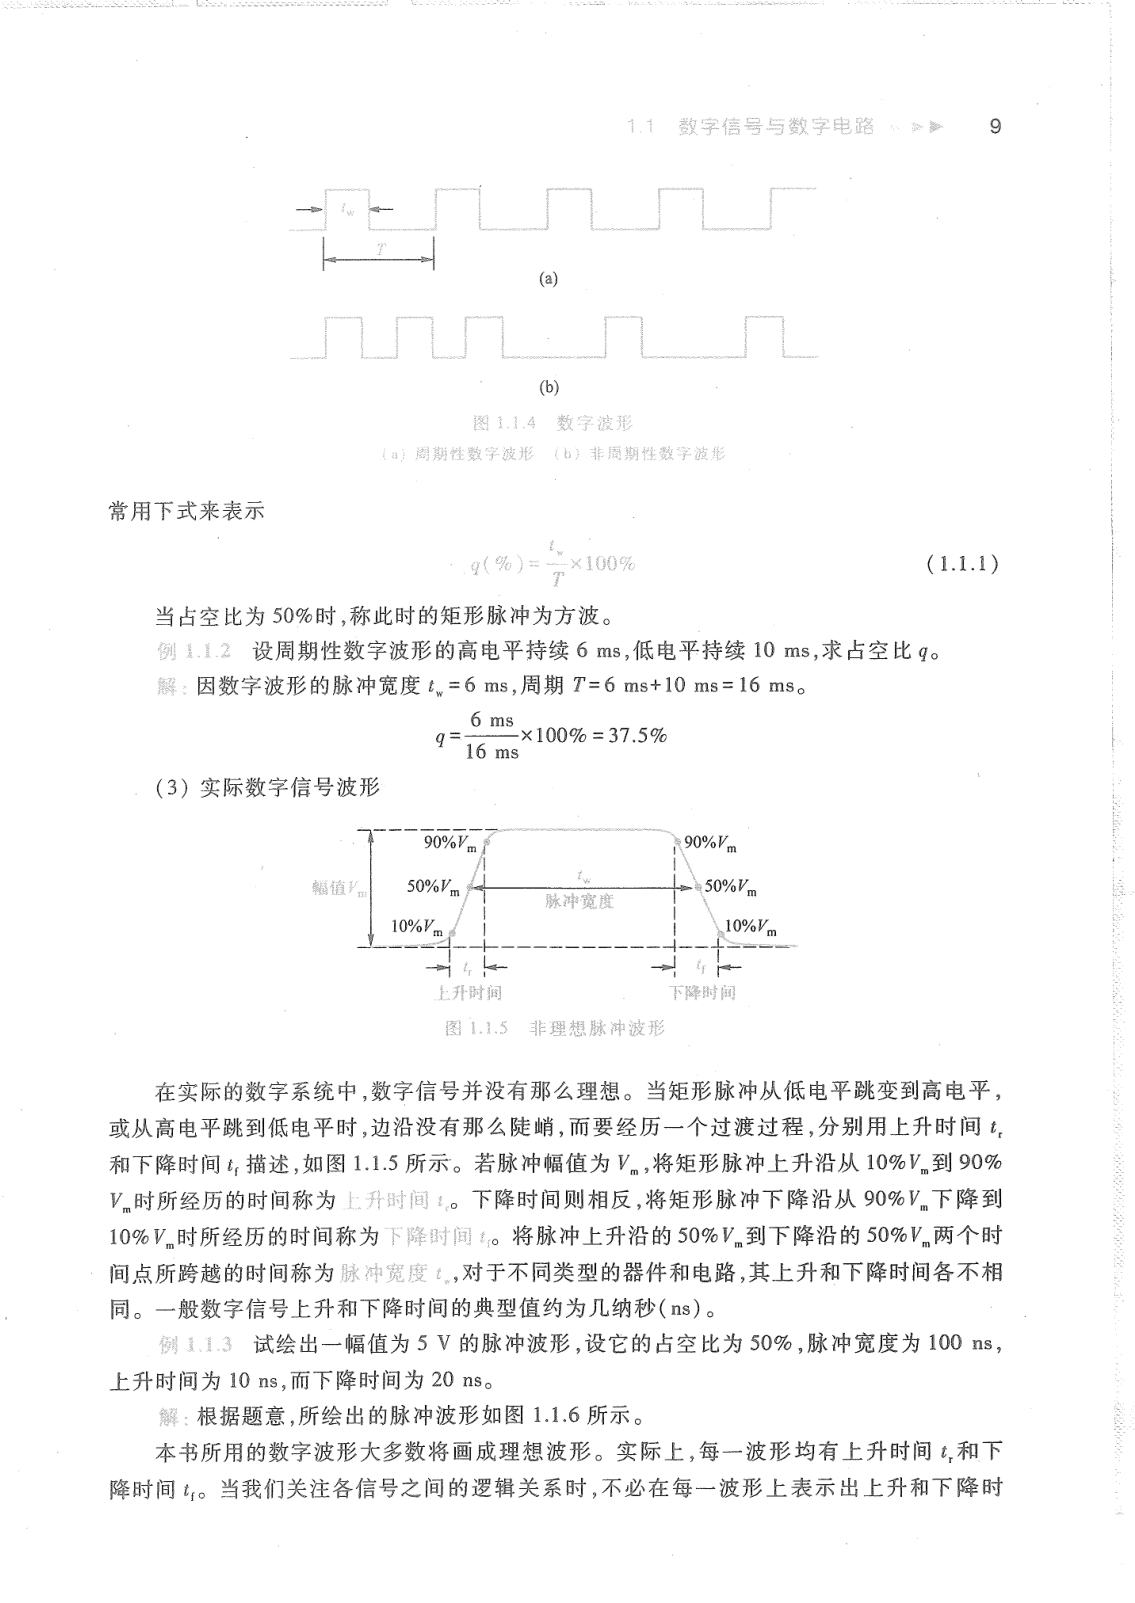 1.1 数字信号与数字电路 9
t_w
T
(a)
(b)
图 1.1.4 数字波形
(a) 周期性数字波形 (b) 非周期性数字波形
常用下式来表示
q(%)=t_w/T×100% (1.1.1)
当占空比为 50%时,称此时的矩形脉冲为方波。
例 1.1.2 设周期性数字波形的高电平持续 6 ms,低电平持续 10 ms,求占空比 q。
解:因数字波形的脉冲宽度 t_w=6 ms,周期 T=6 ms+10 ms=16 ms。
q=6 ms/16 ms×100%=37.5%
(3) 实际数字信号波形
90%V_m 90%V_m
幅值V_m 50%V_m t_w 50%V_m
脉冲宽度
10%V_m 10%V_m
t_r t_f
上升时间 下降时间
图 1.1.5 非理想脉冲波形
在实际的数字系统中,数字信号并没有那么理想。当矩形脉冲从低电平跳变到高电平,
或从高电平跳到低电平时,边沿没有那么陡峭,而要经历一个过渡过程,分别用上升时间 t_r
和下降时间 t_f 描述,如图 1.1.5 所示。若脉冲幅值为 V_m,将矩形脉冲上升沿从 10%V_m到 90%
V_m时所经历的时间称为上升时间 t_r。下降时间则相反,将矩形脉冲下降沿从 90%V_m下降到
10%V_m时所经历的时间称为下降时间 t_f。将脉冲上升沿的 50%V_m到下降沿的 50%V_m两个时
间点所跨越的时间称为脉冲宽度 t_w,对于不同类型的器件和电路,其上升和下降时间各不相
同。一般数字信号上升和下降时间的典型值约为几纳秒(ns)。
例 1.1.3 试绘出一幅值为 5 V 的脉冲波形,设它的占空比为 50%,脉冲宽度为 100 ns,
上升时间为 10 ns,而下降时间为 20 ns。
解:根据题意,所绘出的脉冲波形如图 1.1.6 所示。
本书所用的数字波形大多数将画成理想波形。实际上,每一波形均有上升时间 t_r和下
降时间 t_f。当我们关注各信号之间的逻辑关系时,不必在每一波形上表示出上升和下降时